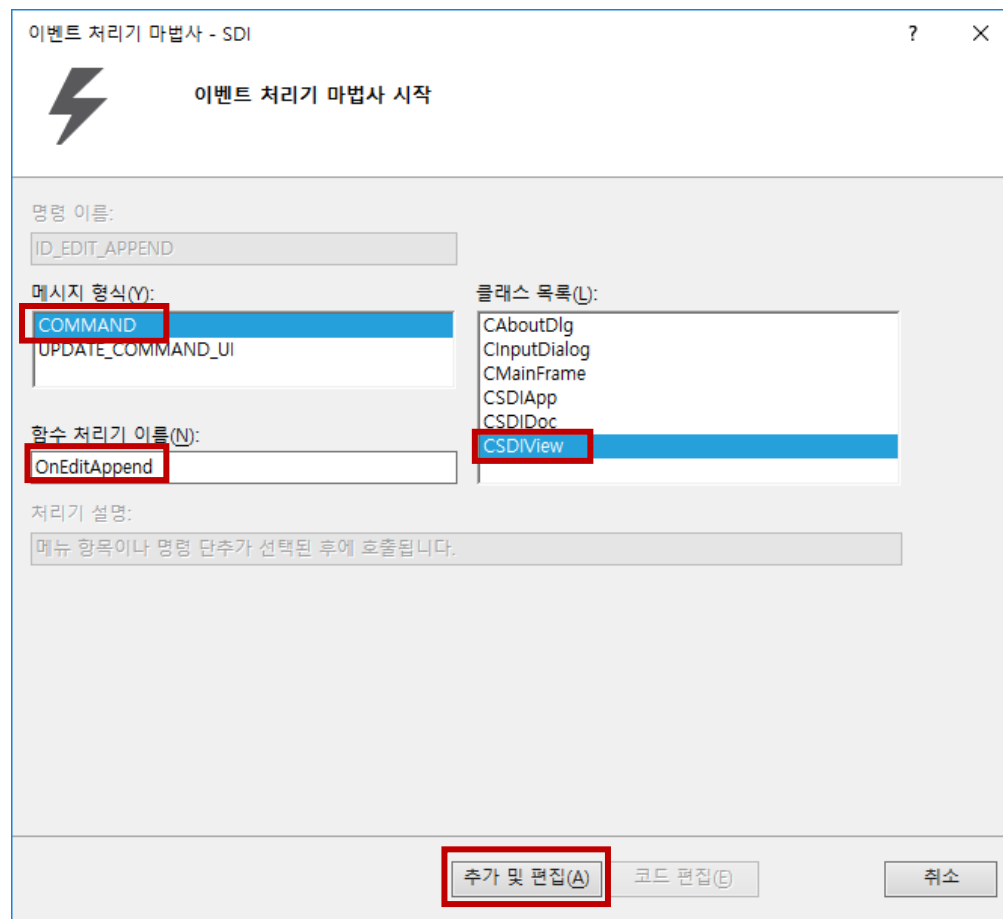 이벤트 처리기 마법사 - SDI
?
이벤트 처리기 마법사 시작
명령 이름:
ID_EDIT_APPEND
메시지 형식(Y):
COMMAND
UPDATE_COMMAND_UI
클래스 목록(L):
CAboutDlg
CInputDialog
CMainFrame
CSDIApp
CSDIDoc
CSDIView
함수 처리기 이름(N):
OnEditAppend
처리기 설명:
메뉴 항목이나 명령 단추가 선택된 후에 호출됩니다.
추가 및 편집(A)
코드 편집(E)
취소